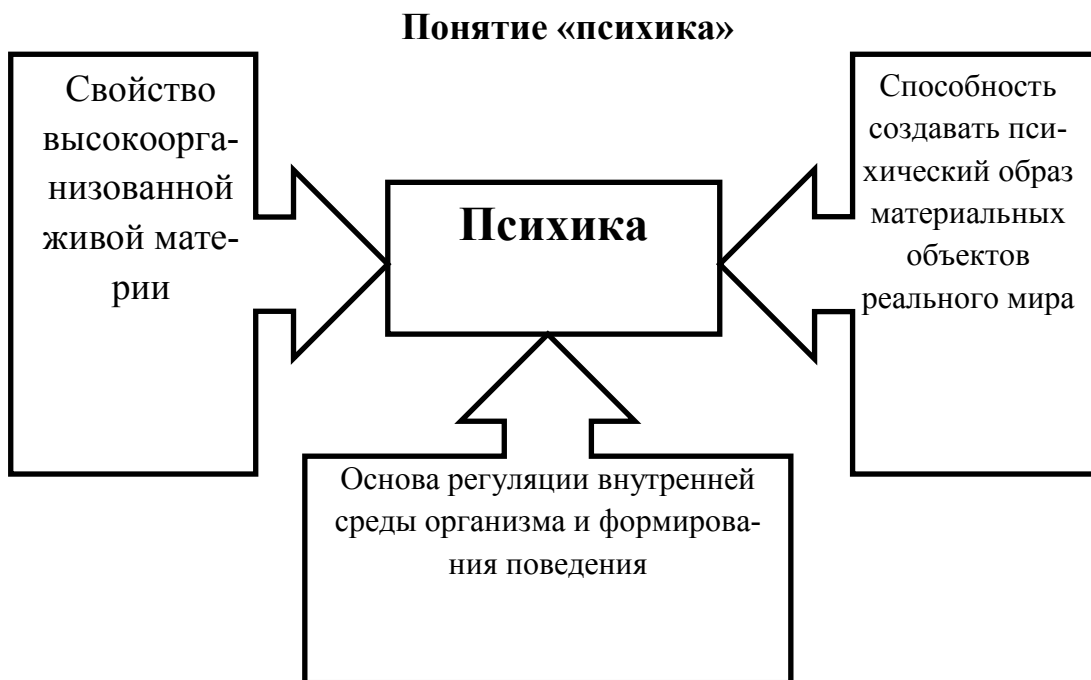 Понятие «психика»
Свойство
высокоорга-
низованной
живой мате-
рии
Психика
Способность
создавать пси-
хический образ
материальных
объектов
реального мира
Основа регуляции внутренней
среды организма и формирова-
ния поведения